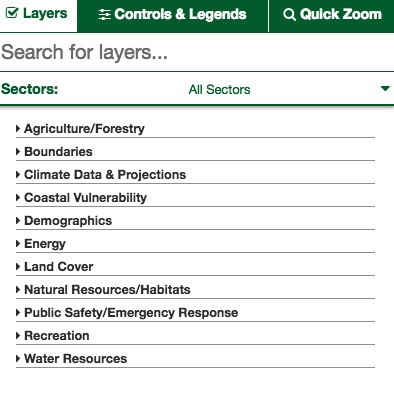 Layers Controls & Legends Quick Zoom
Search for layers...
Sectors: All Sectors
Agriculture/Forestry
Boundaries
Climate Data & Projections
Coastal Vulnerability
Demographics
Energy
Land Cover
Natural Resources/Habitats
Public Safety/Emergency Response
Recreation
Water Resources